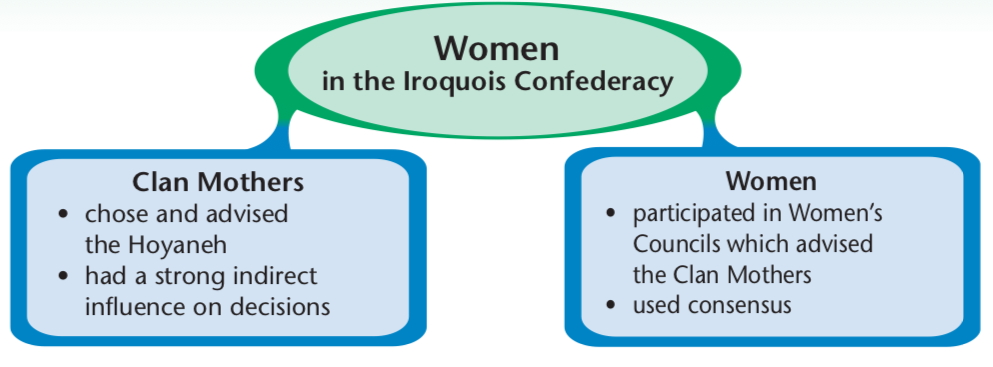 Women
in the Iroquois Confederacy
Clan Mothers
• chose and advised
the Hoyaneh
• had a strong indirect
influence on decisions
Women
• participated in Women's
Councils which advised
the Clan Mothers
• used consensus